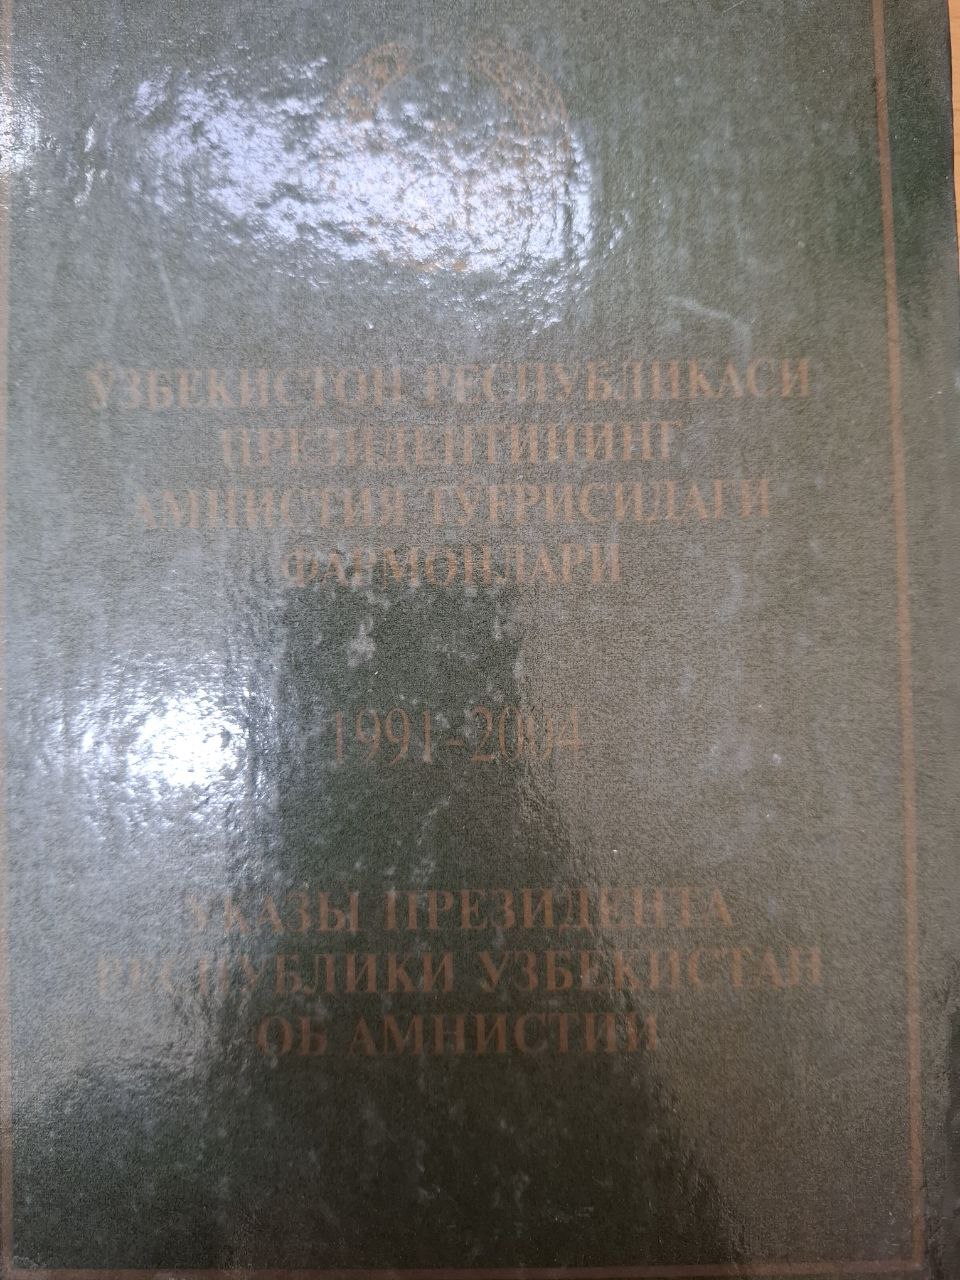 ЎЗБЕКИСТОН РЕСПУБЛИКАСИ
ПРЕЗИДЕНТИНИНГ
АМНИСТИЯ ТЎҒРИСИДАГИ
ФАРМОНЛАРИ
1991-2004
УКАЗЫ ПРЕЗИДЕНТА
РЕСПУБЛИКИ УЗБЕКИСТАН
ОБ АМНИСТИИ